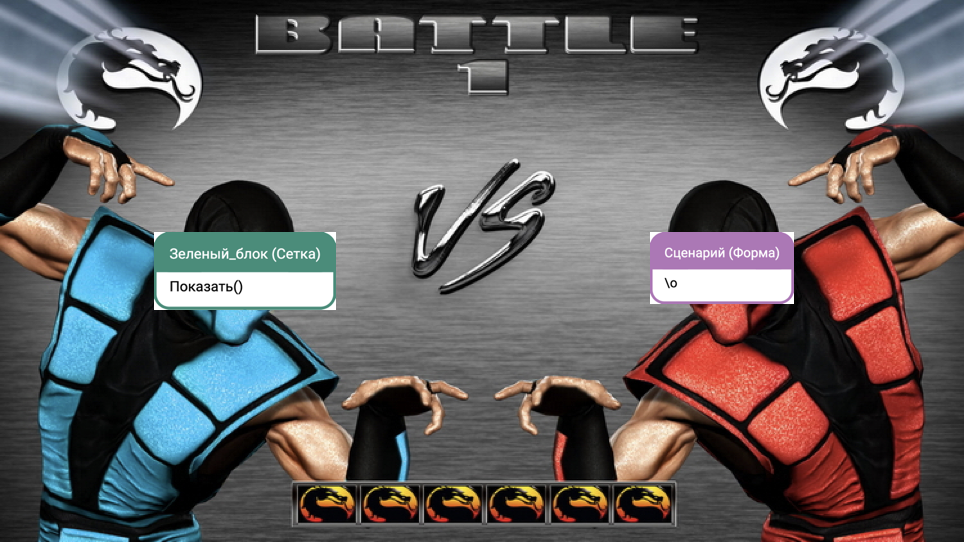 BATTLE
1
VS
Зеленый_блок (Сетка)
Показать()
Сценарий (Форма)
\o